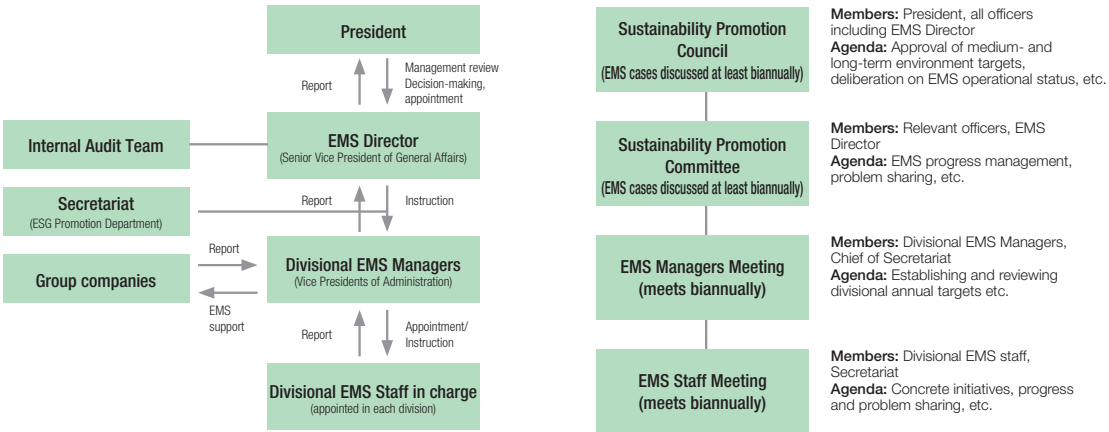 President
Report
Management review
Decision-making,
appointment
Internal Audit Team
EMS Director
(Senior Vice President of General Affairs)
Secretariat
(ESG Promotion Department)
Report
Instruction
Group companies
Report
EMS
support
Divisional EMS Managers
(Vice Presidents of Administration)
Report
Appointment/
Instruction
Divisional EMS Staff in charge
(appointed in each division)
Sustainability Promotion
Council
(EMS cases discussed at least biannually)
Members: President, all officers
including EMS Director
Agenda: Approval of medium- and
long-term environment targets,
deliberation on EMS operational status, etc.
Sustainability Promotion
Committee
(EMS cases discussed at least biannually)
Members: Relevant officers, EMS
Director
Agenda: EMS progress management,
problem sharing, etc.
EMS Managers Meeting
(meets biannually)
Members: Divisional EMS Managers,
Chief of Secretariat
Agenda: Establishing and reviewing
divisional annual targets etc.
EMS Staff Meeting
(meets biannually)
Members: Divisional EMS staff,
Secretariat
Agenda: Concrete initiatives, progress
and problem sharing, etc.